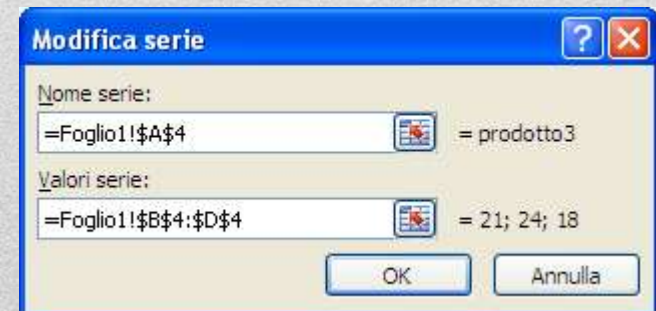 Modifica serie
Nome serie:
=Foglio1!$A$4 = prodotto3
Valori serie:
=Foglio1!$B$4:$D$4 = 21; 24; 18
OK Annulla